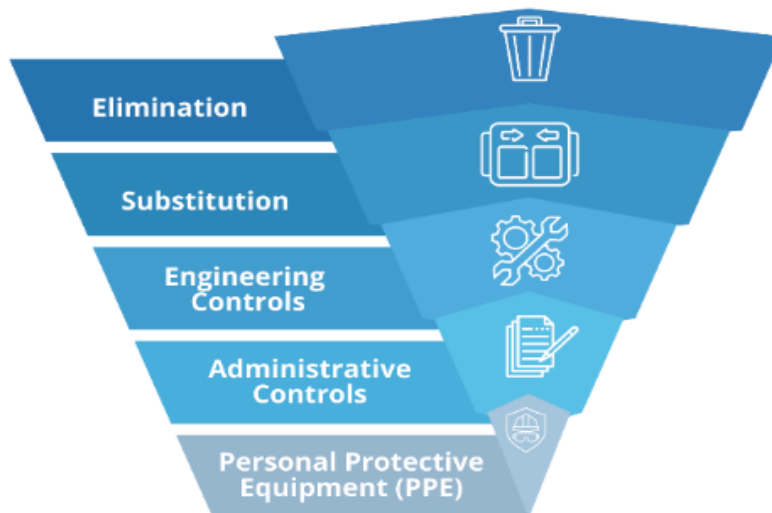 Elimination
Substitution
Engineering
Controls
Administrative
Controls
Personal Protective
Equipment (PPE)